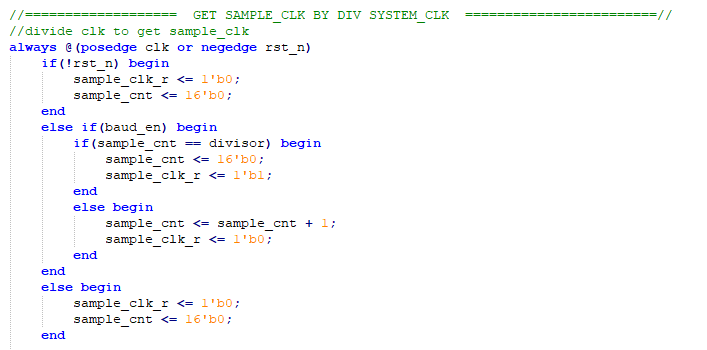 //===================  GET SAMPLE_CLK BY DIV SYSTEM_CLK  ========================//
//divide clk to get sample_clk
always @(posedge clk or negedge rst_n)
    if(!rst_n) begin
        sample_clk_r <= 1'b0;
        sample_cnt <= 16'b0;
    end
    else if(baud_en) begin
        if(sample_cnt == divisor) begin
            sample_cnt <= 16'b0;
            sample_clk_r <= 1'b1;
        end
        else begin
            sample_cnt <= sample_cnt + 1;
            sample_clk_r <= 1'b0;
        end
    end
    else begin
        sample_clk_r <= 1'b0;
        sample_cnt <= 16'b0;
    end